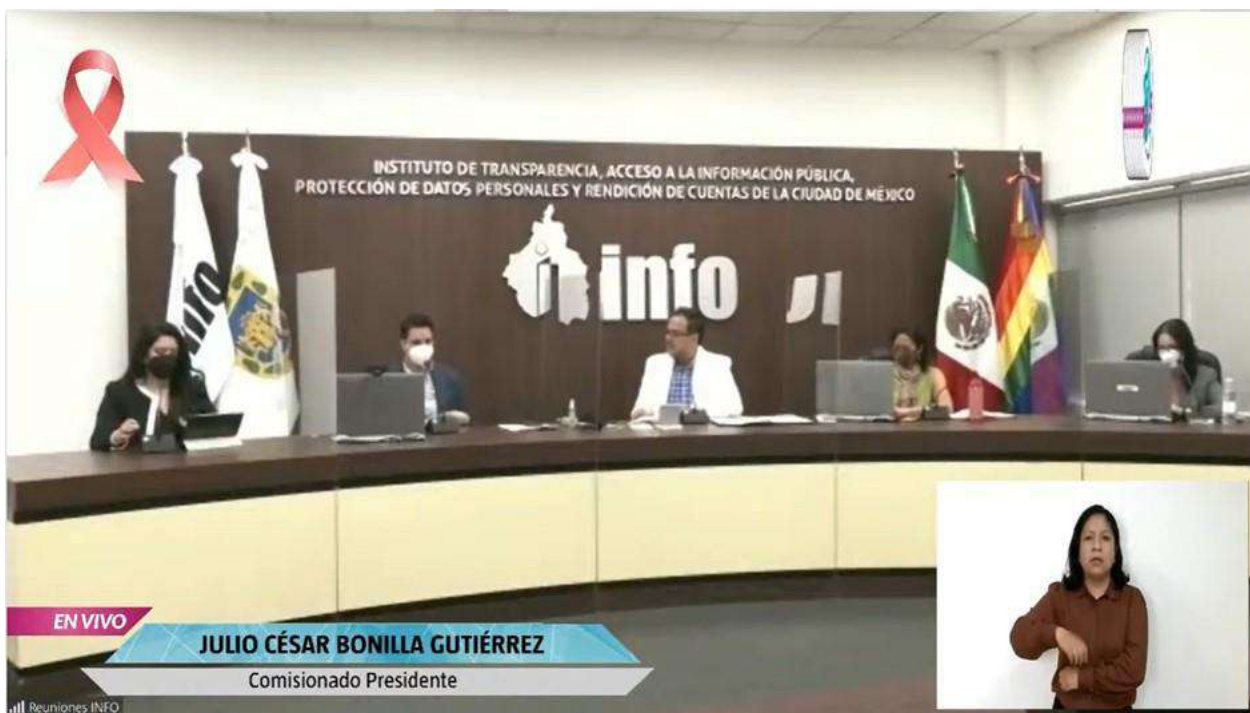 INSTITUTO DE TRANSPARENCIA, ACCESO A LA INFORMACIÓN PÚBLICA,
PROTECCIÓN DE DATOS PERSONALES Y RENDICIÓN DE CUENTAS DE LA CIUDAD DE MÉXICO
info
info
EN VIVO
JULIO CÉSAR BONILLA GUTIÉRREZ
Comisionado Presidente
Reuniones INFO